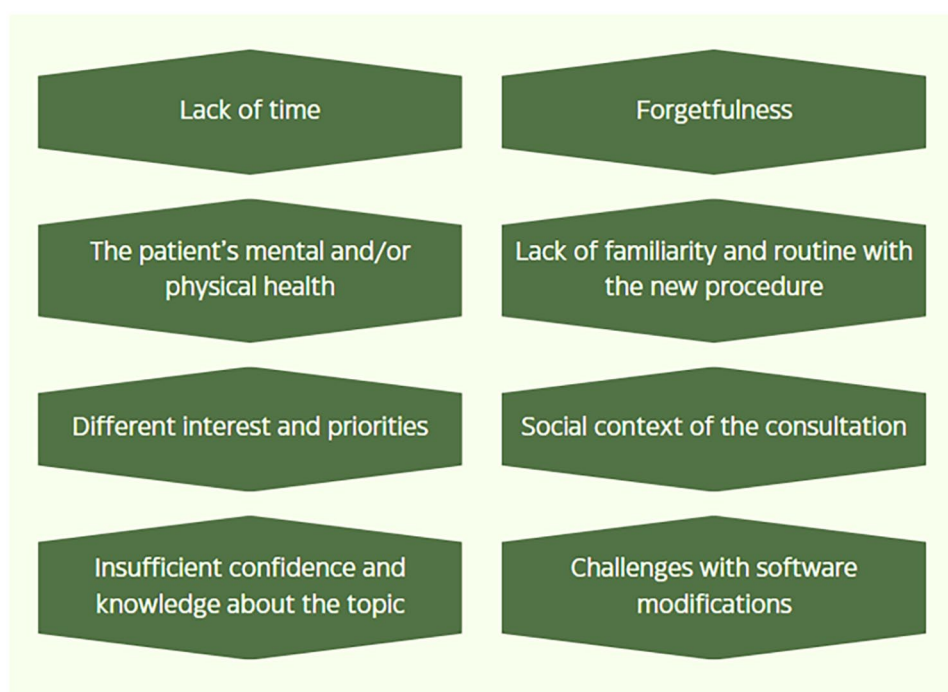 Lack of time
Forgetfulness
The patient's mental and/or
physical health
Lack of familiarity and routine with
the new procedure
Different interest and priorities
Social context of the consultation
Insufficient confidence and
knowledge about the topic
Challenges with software
modifications